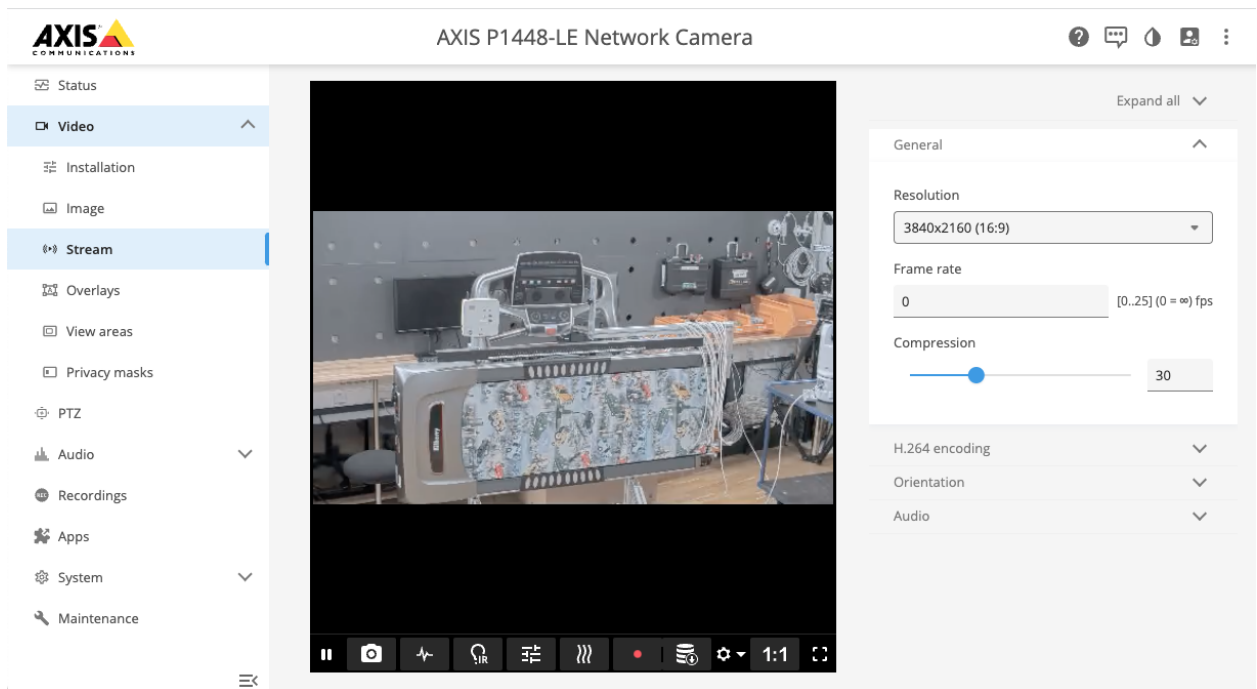 AXIS
COMMUNICATIONS
AXIS P1448-LE Network Camera
Status
Video
Installation
Image
Stream
Overlays
View areas
Privacy masks
PTZ
Audio
Recordings
Apps
System
Maintenance
IR
1:1
Expand all
General
Resolution
3840x2160 (16:9)
Frame rate
0 [0..25] (0 = ∞) fps
Compression
30
H.264 encoding
Orientation
Audio